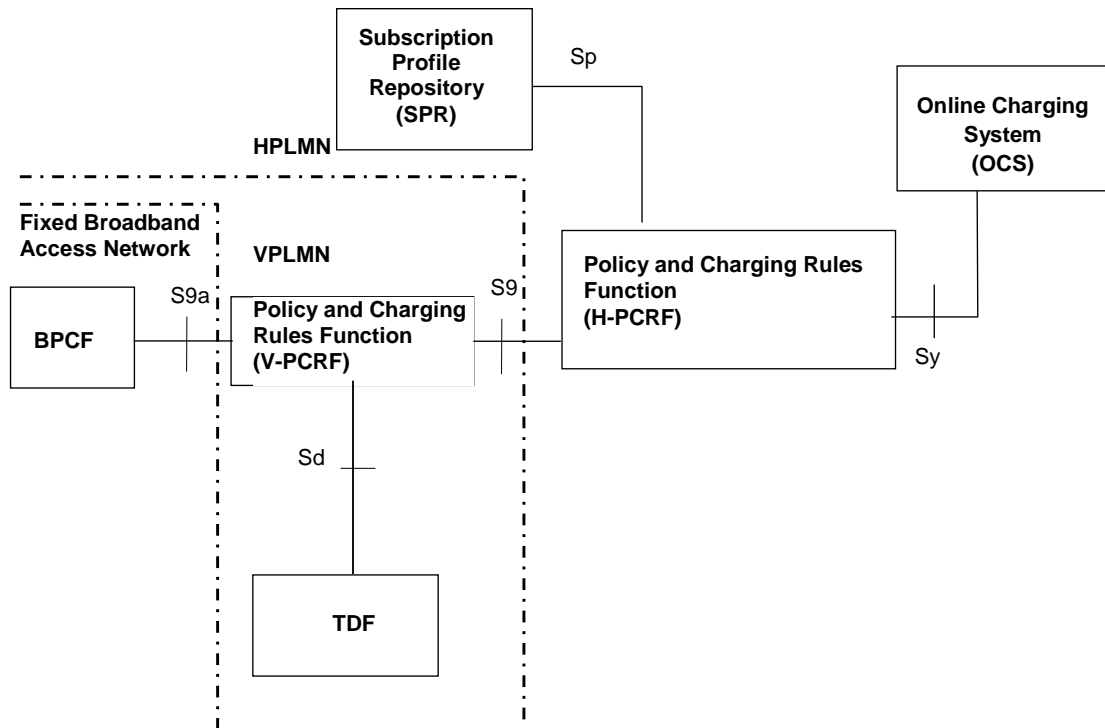 Subscription
Profile
Repository
(SPR)
Sp
Online Charging
System
(OCS)
HPLMN
Fixed Broadband
Access Network
VPLMN
S9a
S9
Policy and Charging Rules
Function
(H-PCRF)
BPCF
Policy and Charging
Rules Function
(V-PCRF)
Sy
Sd
TDF